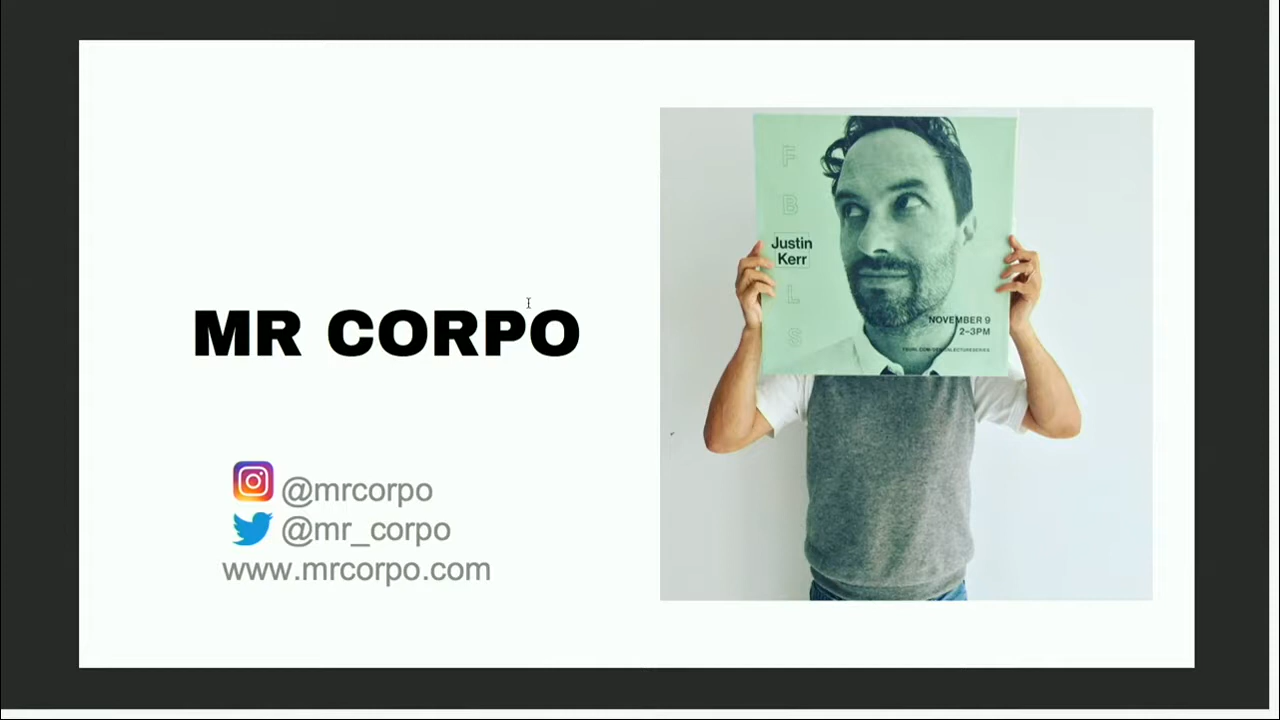 MR CORPO
@mrcorpo
@mr_corpo
www.mrcorpo.com
F
B
Justin
Kerr
L
S
NOVEMBER 9
2–3PM